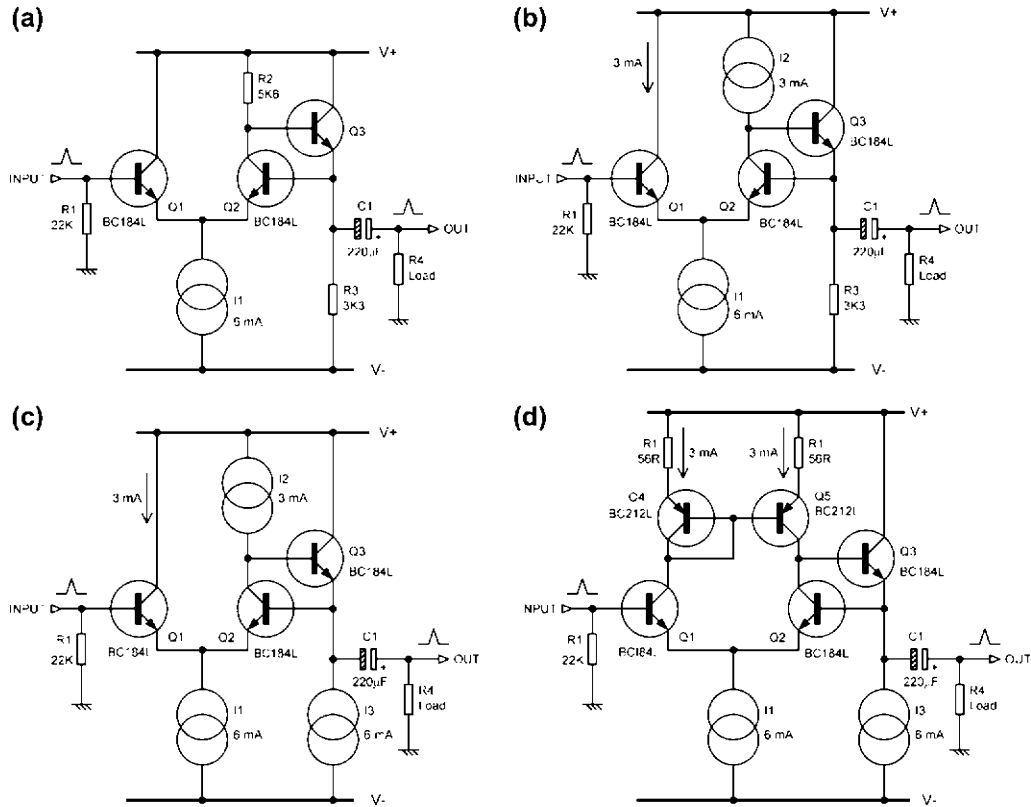 (a)
V+
R2
5K6
Q3
INPUT
Q1
Q2
R1
22K
BC184L
BC184L
C1
220µF
OUT
R4
Load
I1
6 mA
R3
3K3
V-
(b)
V+
3 mA
I2
3 mA
Q3
BC184L
INPUT
Q1
Q2
R1
22K
BC184L
BC184L
C1
220µF
OUT
R4
Load
I1
6 mA
R3
3K3
V-
(c)
V+
3 mA
I2
3 mA
Q3
BC184L
INPUT
Q1
Q2
R1
22K
BC184L
BC184L
C1
220µF
OUT
R4
Load
I1
6 mA
I3
6 mA
V-
(d)
V+
R1
56R
3 mA
3 mA
R1
56R
Q4
BC212L
Q5
BC212L
Q3
BC184L
INPUT
Q1
Q2
R1
22K
BC184L
BC184L
C1
220µF
OUT
R4
Load
I1
6 mA
I3
6 mA
V-